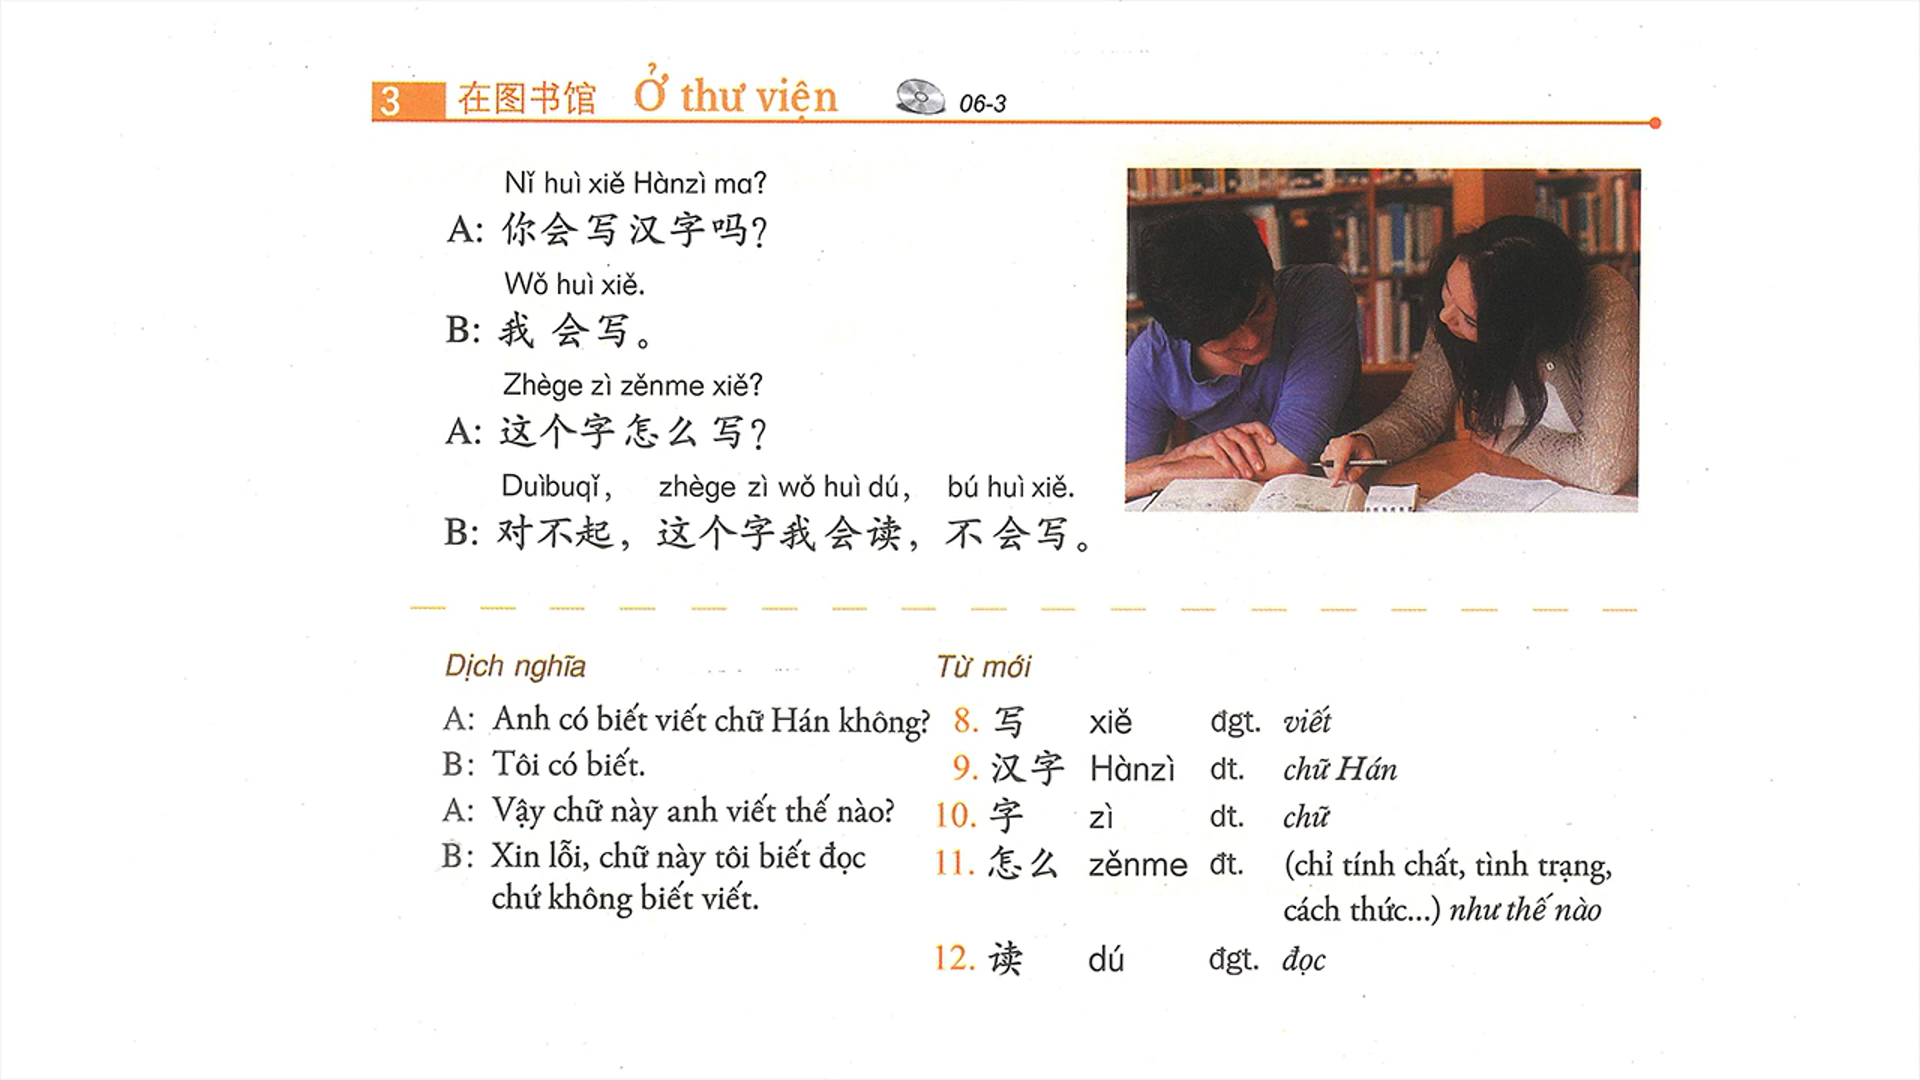 3 在图书馆 Ở thư viện 06-3
Nǐ huì xiě Hànzì ma?
A: 你会写汉字吗?
Wǒ huì xiě.
B: 我会写。
Zhège zì zěnme xiě?
A: 这个字怎么写?
Duìbuqǐ, zhège zì wǒ huì dú, bú huì xiě.
B: 对不起, 这个字我会读, 不会写。
Dịch nghĩa
A: Anh có biết viết chữ Hán không?
B: Tôi có biết.
A: Vậy chữ này anh viết thế nào?
B: Xin lỗi, chữ này tôi biết đọc
chứ không biết viết.
Từ mới
8. 写 xiě đgt. viết
9. 汉字 Hànzì dt. chữ Hán
10. 字 zì dt. chữ
11. 怎么 zěnme đt. (chỉ tính chất, tình trạng,
cách thức...) như thế nào
12. 读 dú đgt. đọc